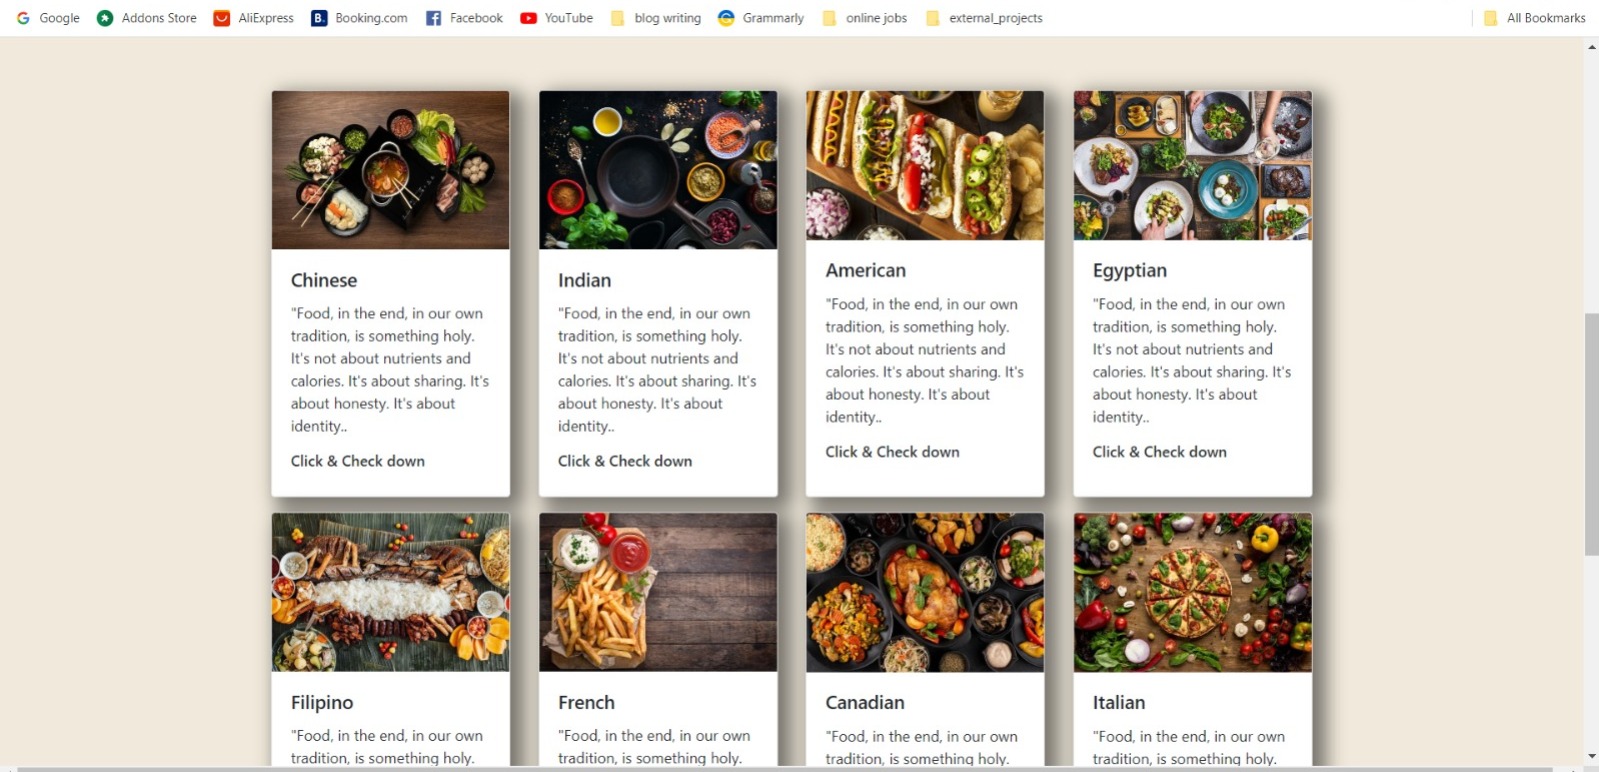 Google Addons Store AliExpress Booking.com Facebook YouTube blog writing Grammarly online jobs external_projects All Bookmarks
Chinese
"Food, in the end, in our own
tradition, is something holy.
It's not about nutrients and
calories. It's about sharing. It's
about honesty. It's about
identity..
Click & Check down
Indian
"Food, in the end, in our own
tradition, is something holy.
It's not about nutrients and
calories. It's about sharing. It's
about honesty. It's about
identity..
Click & Check down
American
"Food, in the end, in our own
tradition, is something holy.
It's not about nutrients and
calories. It's about sharing. It's
about honesty. It's about
identity..
Click & Check down
Egyptian
"Food, in the end, in our own
tradition, is something holy.
It's not about nutrients and
calories. It's about sharing. It's
about honesty. It's about
identity..
Click & Check down
Filipino
"Food, in the end, in our own
tradition, is something holy.
French
"Food, in the end, in our own
tradition, is something holy.
Canadian
"Food, in the end, in our own
tradition, is something holy.
Italian
"Food, in the end, in our own
tradition, is something holy.